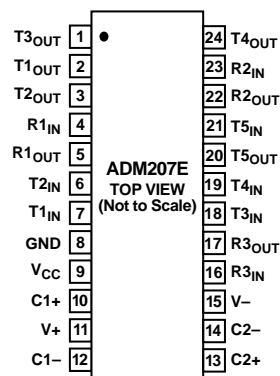 T3OUT 1
T1OUT 2
T2OUT 3
R1IN 4
R1OUT 5
T2IN 6
T1IN 7
GND 8
VCC 9
C1+ 10
V+ 11
C1– 12
ADM207E
TOP VIEW
(Not to Scale)
24 T4OUT
23 R2IN
22 R2OUT
21 T5IN
20 T5OUT
19 T4IN
18 T3IN
17 R3OUT
16 R3IN
15 V–
14 C2–
13 C2+